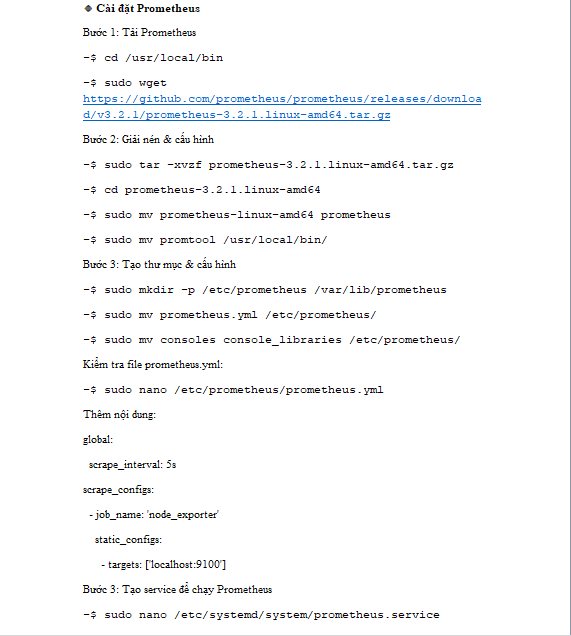 ❖ Cài đặt Prometheus
Bước 1: Tải Prometheus
~$ cd /usr/local/bin
~$ sudo wget
https://github.com/prometheus/prometheus/releases/downloa
d/v3.2.1/prometheus-3.2.1.linux-amd64.tar.gz
Bước 2: Giải nén & cấu hình
~$ sudo tar -xvzf prometheus-3.2.1.linux-amd64.tar.gz
~$ cd prometheus-3.2.1.linux-amd64
~$ sudo mv prometheus-linux-amd64 prometheus
~$ sudo mv promtool /usr/local/bin/
Bước 3: Tạo thư mục & cấu hình
~$ sudo mkdir -p /etc/prometheus /var/lib/prometheus
~$ sudo mv prometheus.yml /etc/prometheus/
~$ sudo mv consoles console_libraries /etc/prometheus/
Kiểm tra file prometheus.yml:
~$ sudo nano /etc/prometheus/prometheus.yml
Thêm nội dung:
global:
  scrape_interval: 5s
scrape_configs:
  - job_name: 'node_exporter'
    static_configs:
      - targets: ['localhost:9100']
Bước 3: Tạo service để chạy Prometheus
~$ sudo nano /etc/systemd/system/prometheus.service